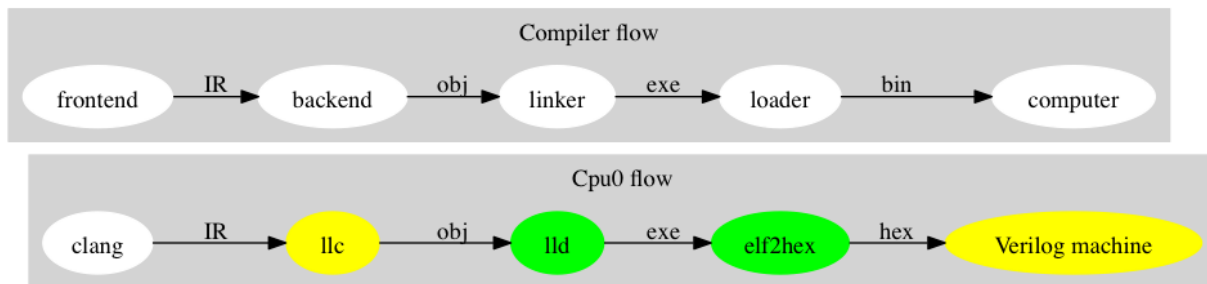 Compiler flow
frontend IR backend obj linker exe loader bin computer
Cpu0 flow
clang IR llc obj lld exe elf2hex hex Verilog machine